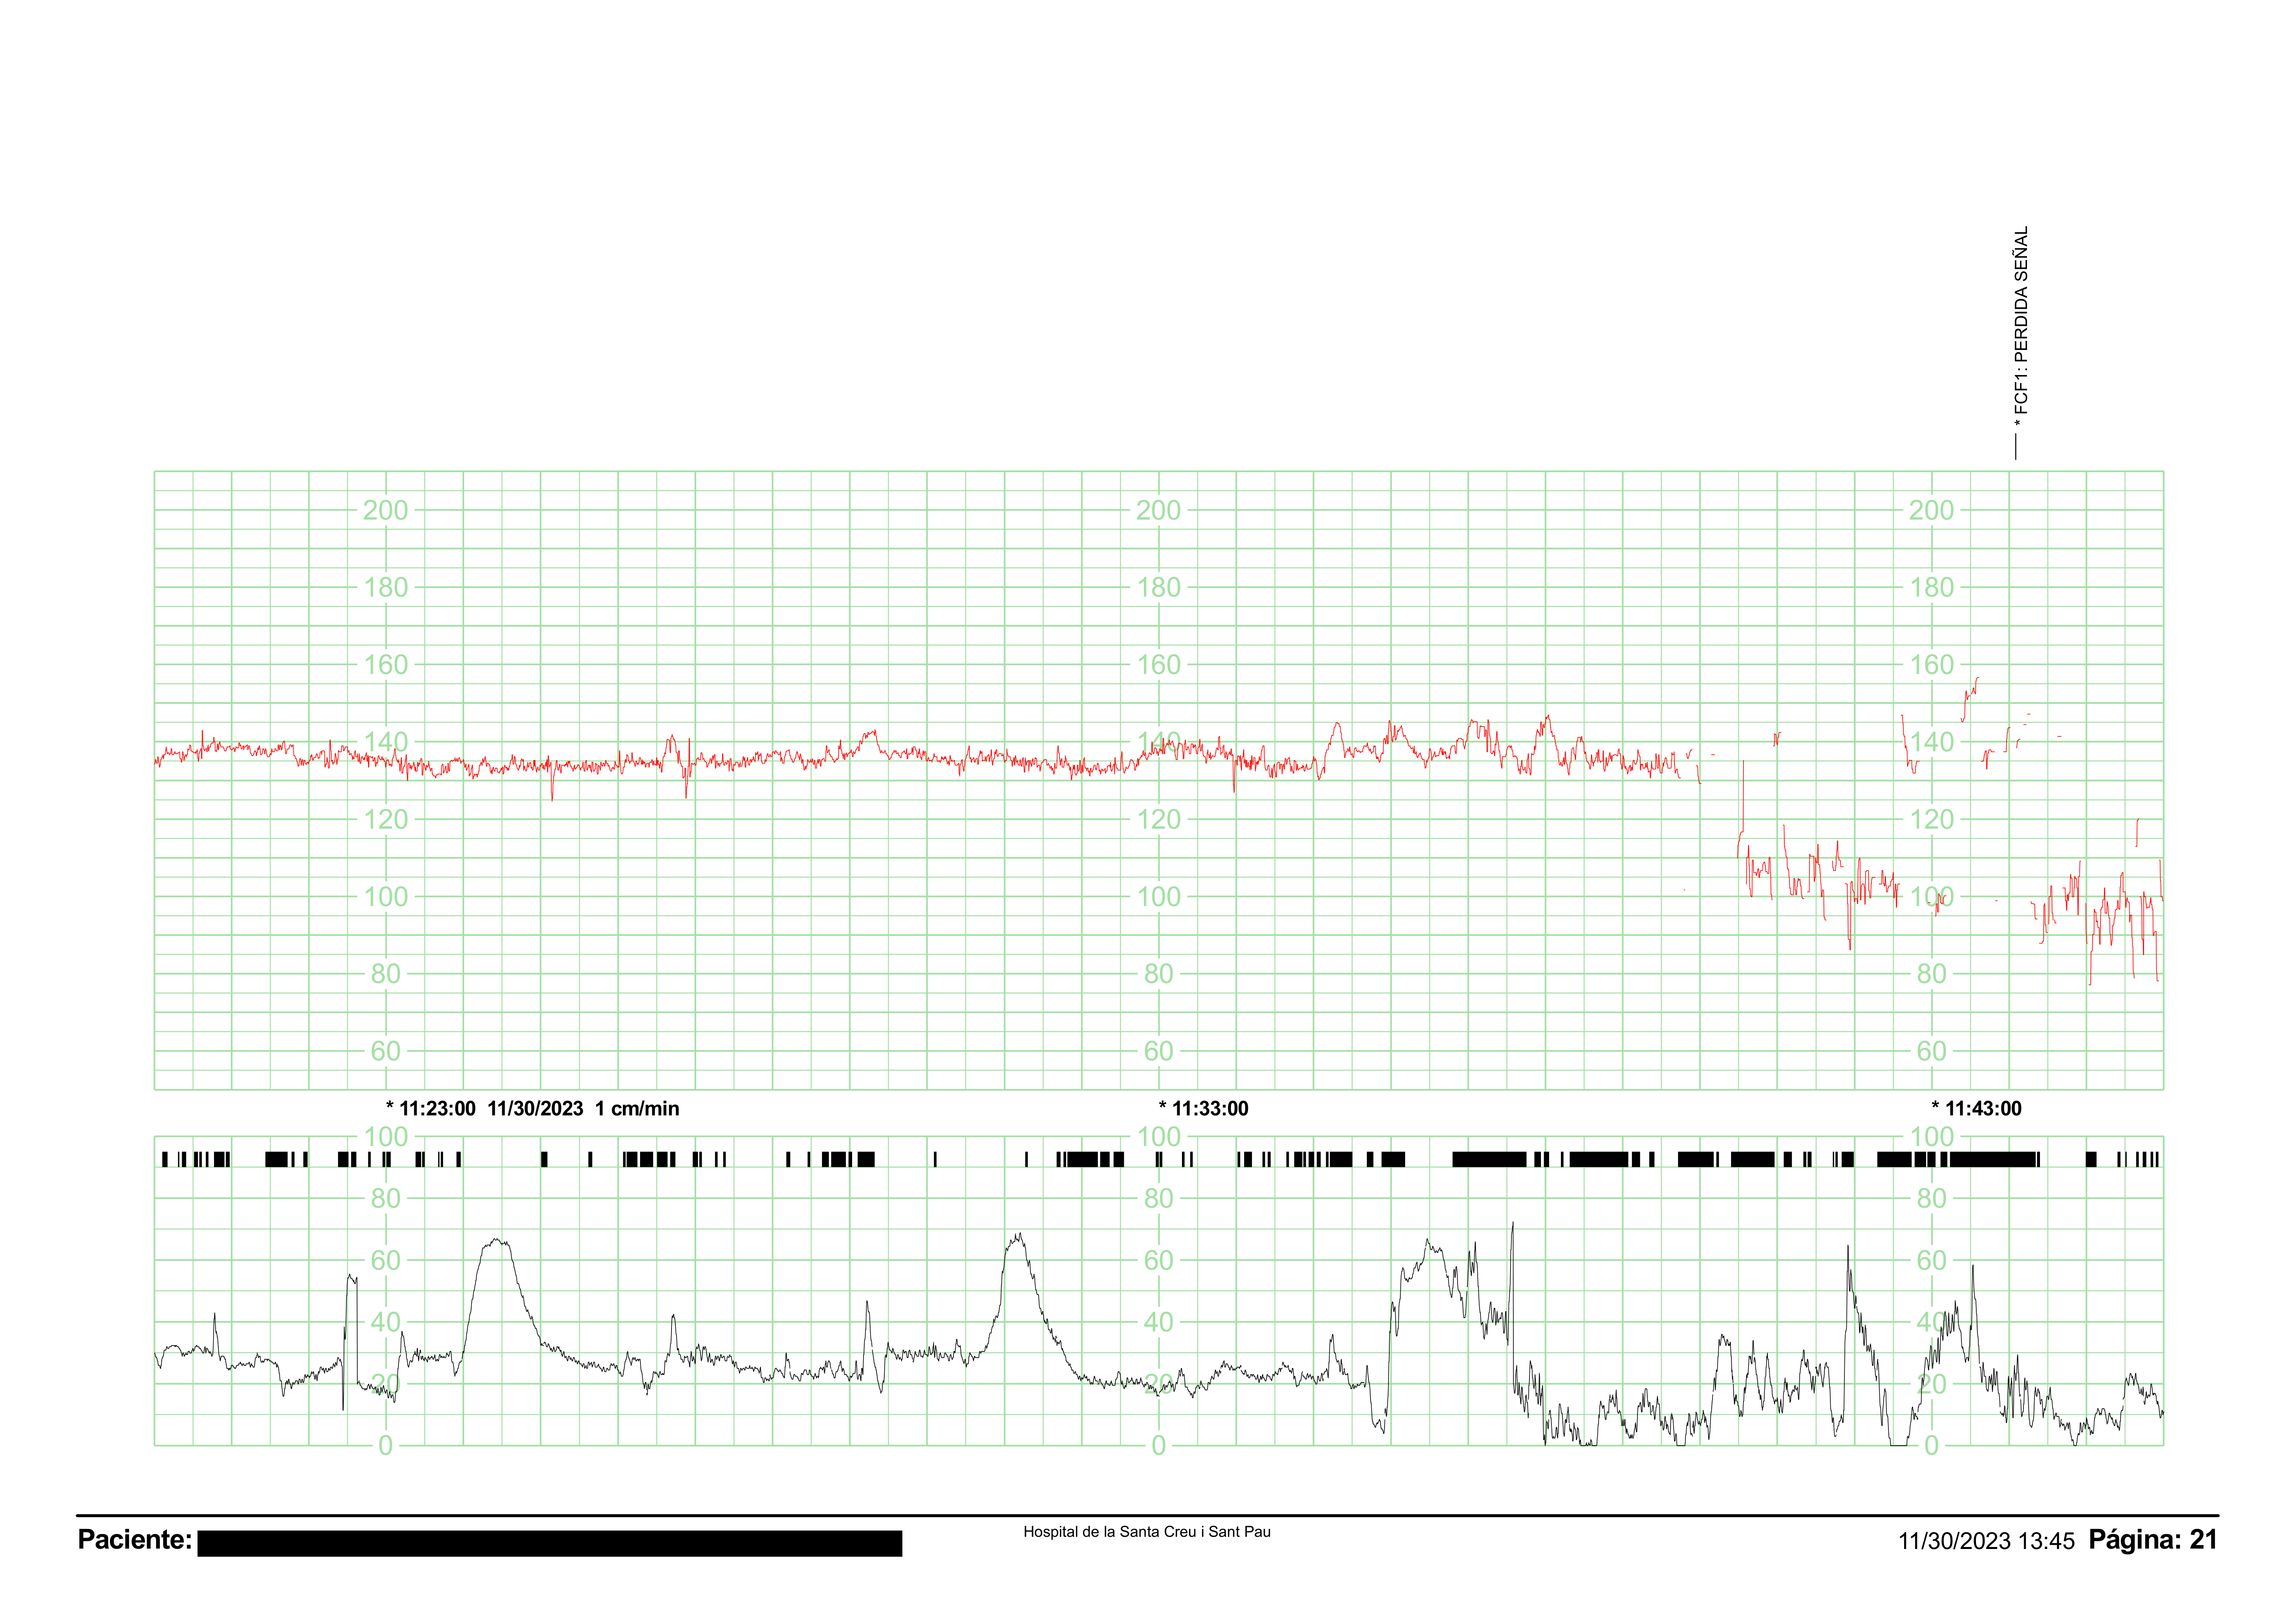 * FCF1: PERDIDA SEÑAL
200 200 200
180 180 180
160 160 160
140 140 140
120 120 120
100 100 100
80 80 80
60 60 60
* 11:23:00 11/30/2023 1 cm/min * 11:33:00 * 11:43:00
100 100 100
80 80 80
60 60 60
40 40 40
20 20 20
0 0 0
Paciente: Hospital de la Santa Creu i Sant Pau 11/30/2023 13:45 Página: 21